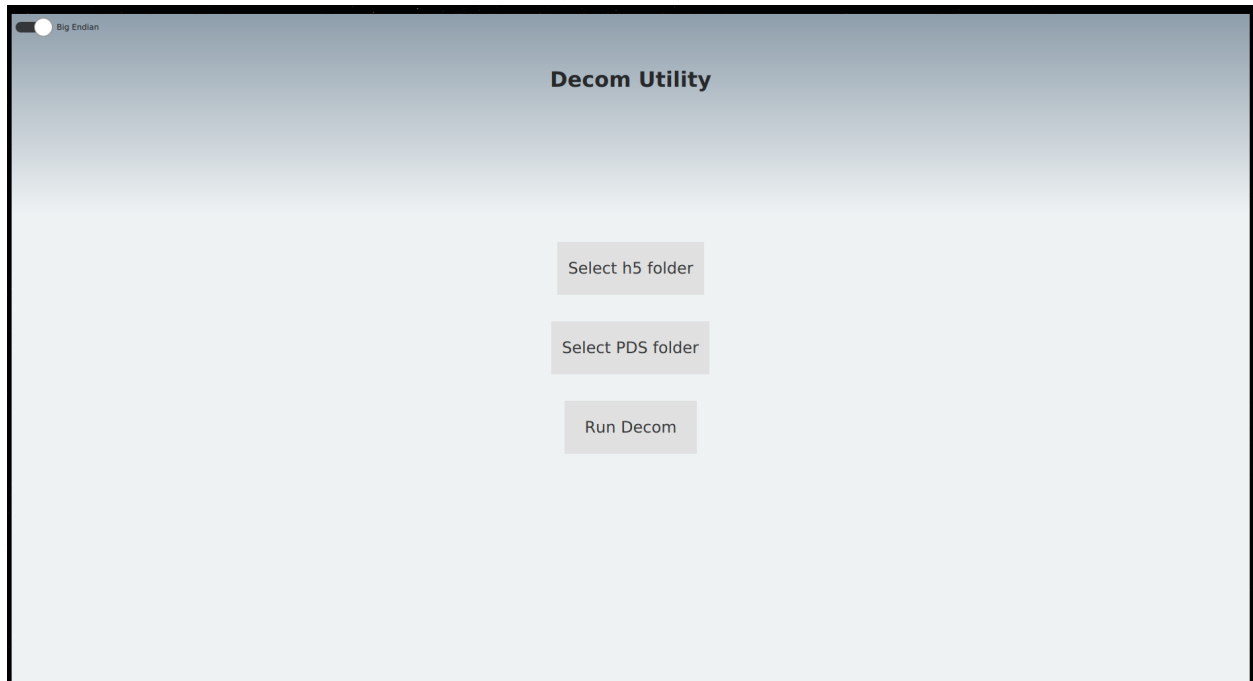 Big Endian
Decom Utility
Select h5 folder
Select PDS folder
Run Decom